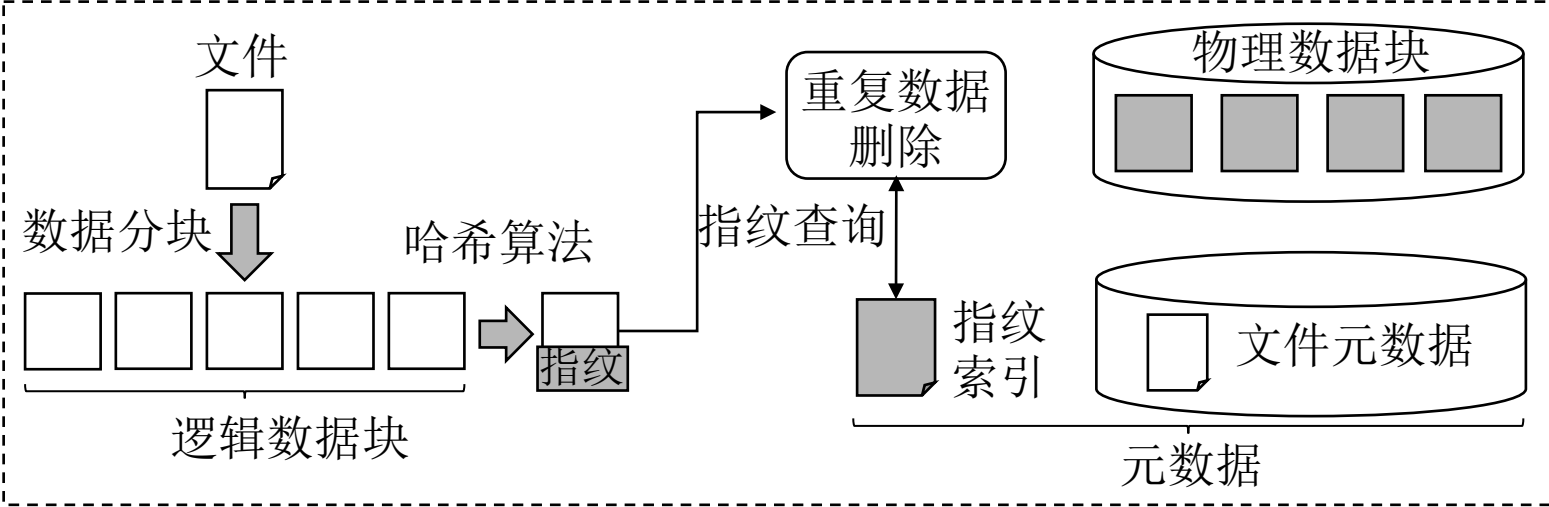 文件
数据分块
哈希算法
指纹
逻辑数据块
重复数据
删除
指纹查询
指纹
索引
物理数据块
文件元数据
元数据